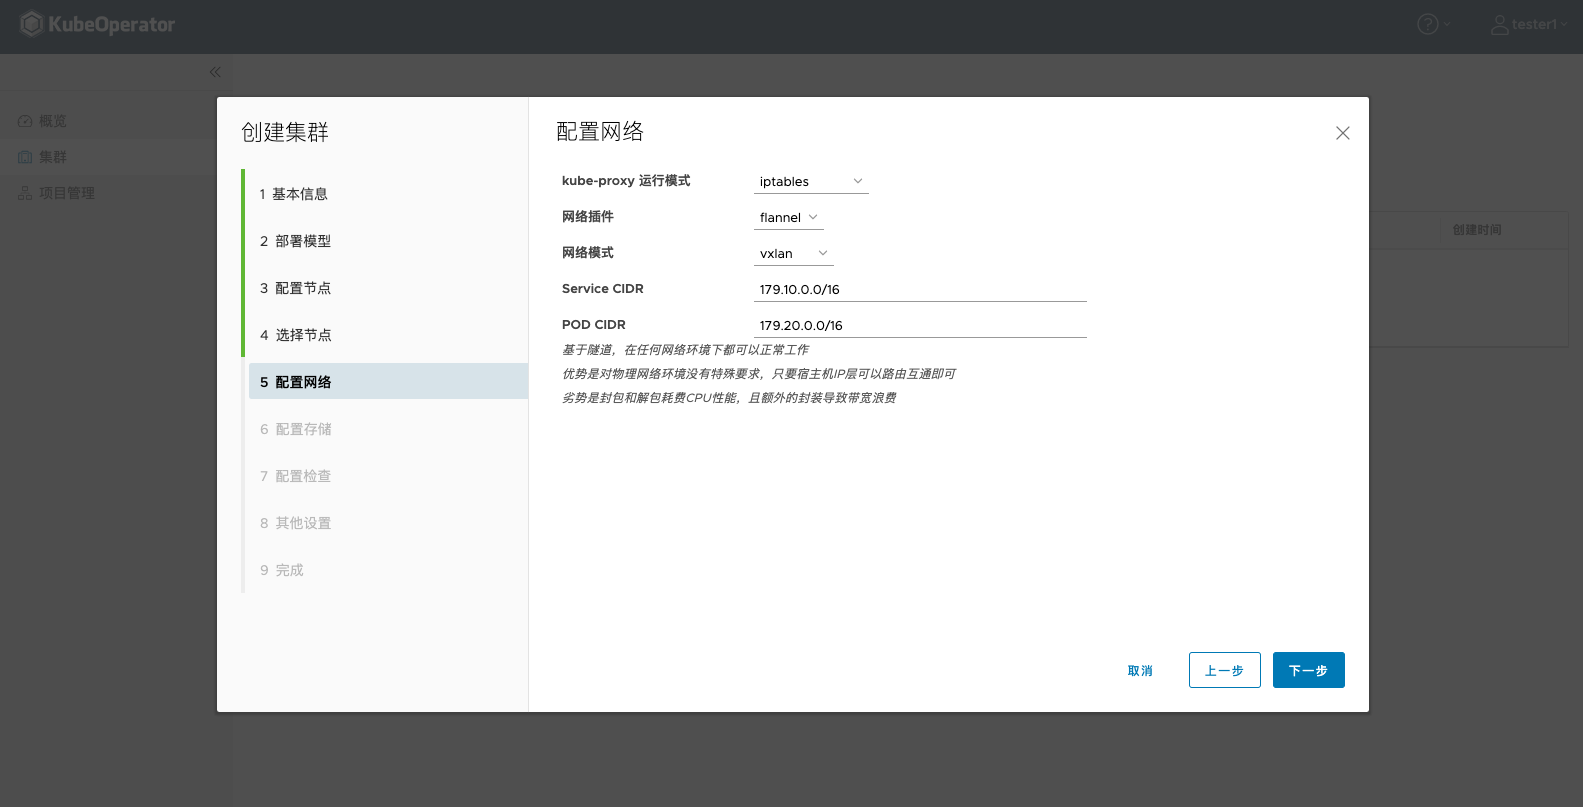 KubeOperator
tester1
概览
集群
项目管理
创建时间
创建集群
1 基本信息
2 部署模型
3 配置节点
4 选择节点
5 配置网络
6 配置存储
7 配置检查
8 其他设置
9 完成
配置网络
kube-proxy 运行模式 iptables
网络插件 flannel
网络模式 vxlan
Service CIDR 179.10.0.0/16
POD CIDR 179.20.0.0/16
基于隧道，在任何网络环境下都可以正常工作
优势是对物理网络环境没有特殊要求，只要宿主机IP层可以路由互通即可
劣势是封包和解包耗费CPU性能，且额外的封装导致带宽浪费
取消 上一步 下一步